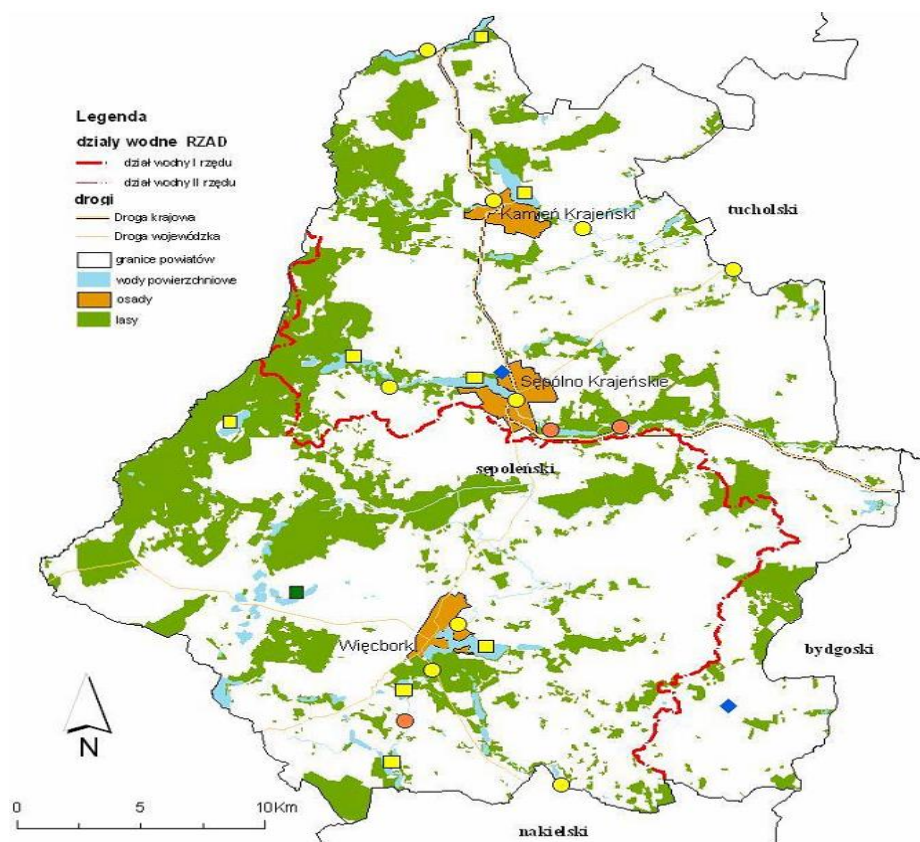 Legenda
działy wodne RZAD
dział wodny I rzędu
dział wodny II rzędu
drogi
Droga krajowa
Droga wojewódzka
granice powiatów
wody powierzchniowe
osady
lasy
Kamień Krajeński
tucholski
Sępólno Krajeńskie
sępoleński
Więcbork
bydgoski
N
0 5 10Km
nakielski